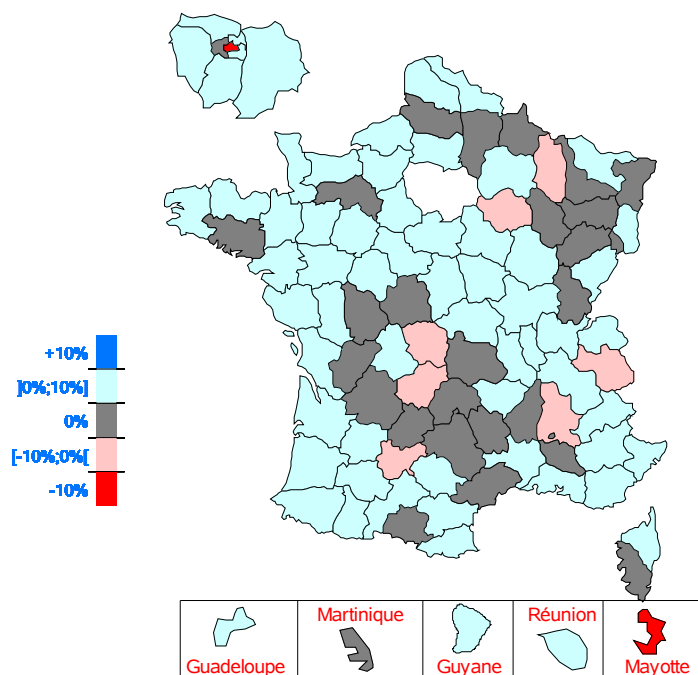 +10%
]0%;10%]
0%
[-10%;0%[
-10%
Martinique
Réunion
Guadeloupe
Guyane
Mayotte